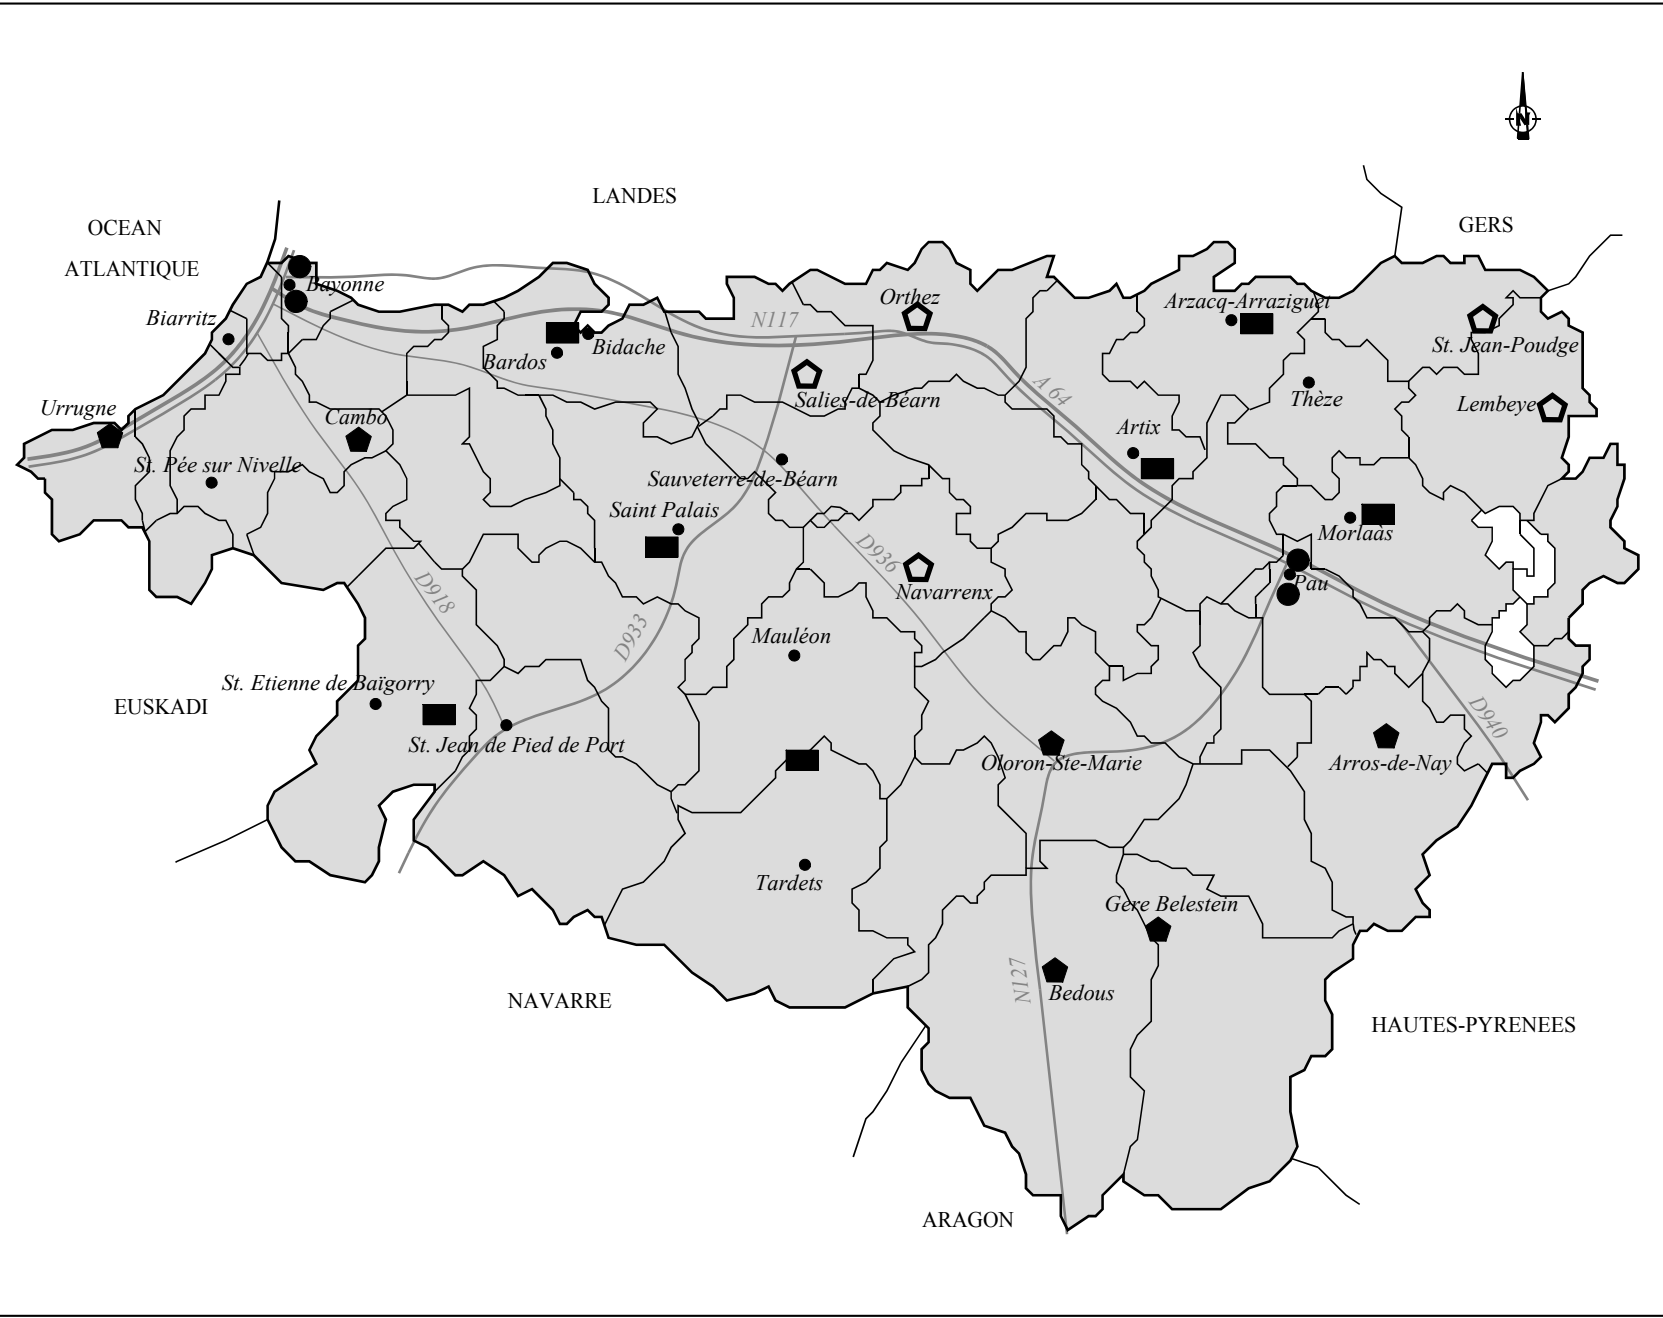 N
LANDES
OCEAN
ATLANTIQUE
GERS
Bayonne
Orthez
Arzacq-Arraziguet
Biarritz
N117
Bidache
Bardos
St. Jean-Poudge
A 64
Salies-de-Béarn
Thèze
Lembeye
Urrugne
Cambo
Artix
St. Pée sur Nivelle
Sauveterre-de-Béarn
Saint Palais
Morlaàs
D936
D918
Navarrenx
Pau
D933
Mauléon
St. Etienne de Baïgorry
EUSKADI
D940
St. Jean de Pied de Port
Oloron-Ste-Marie
Arros-de-Nay
Tardets
Gere Belestein
N127
Bedous
NAVARRE
HAUTES-PYRENEES
ARAGON